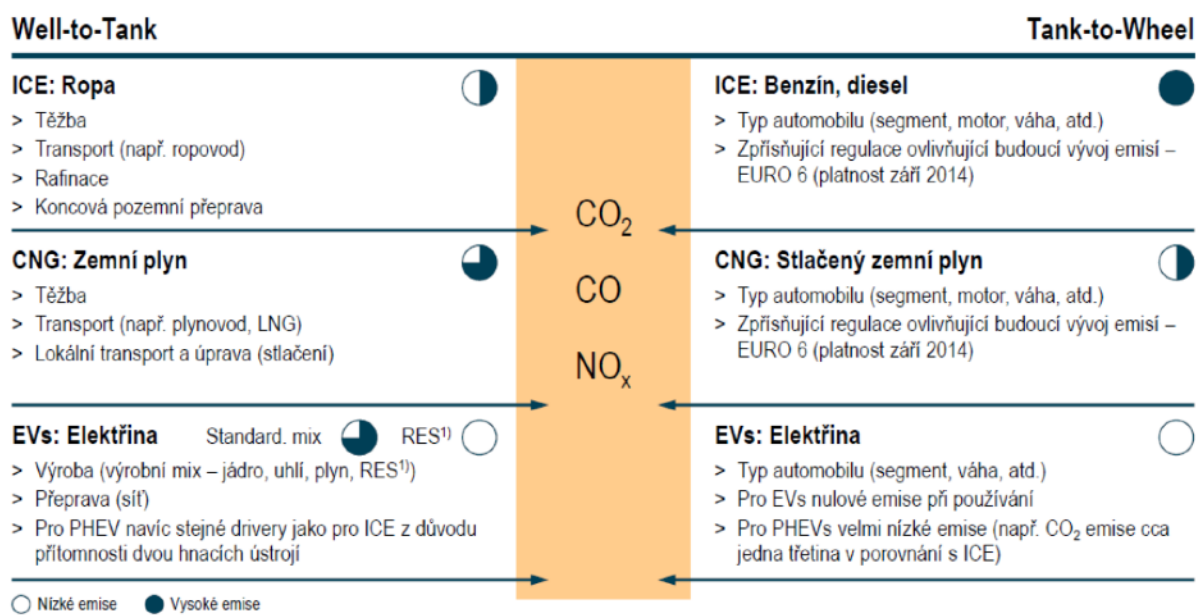 Well-to-Tank
Tank-to-Wheel
ICE: Ropa
> Těžba
> Transport (např. ropovod)
> Rafinace
> Koncová pozemní přeprava
ICE: Benzín, diesel
> Typ automobilu (segment, motor, váha, atd.)
> Zpřísňující regulace ovlivňující budoucí vývoj emisí –
EURO 6 (platnost září 2014)
CO₂
CO
NOₓ
CNG: Zemní plyn
> Těžba
> Transport (např. plynovod, LNG)
> Lokální transport a úprava (stlačení)
CNG: Stlačený zemní plyn
> Typ automobilu (segment, motor, váha, atd.)
> Zpřísňující regulace ovlivňující budoucí vývoj emisí –
EURO 6 (platnost září 2014)
EVs: Elektřina Standard. mix RES¹⁾
> Výroba (výrobní mix – jádro, uhlí, plyn, RES¹⁾)
> Přeprava (síť)
> Pro PHEV navíc stejné drivery jako pro ICE z důvodu
přítomnosti dvou hnacích ústrojí
EVs: Elektřina
> Typ automobilu (segment, váha, atd.)
> Pro EVs nulové emise při používání
> Pro PHEVs velmi nízké emise (např. CO₂ emise cca
jedna třetina v porovnání s ICE)
Nízké emise Vysoké emise